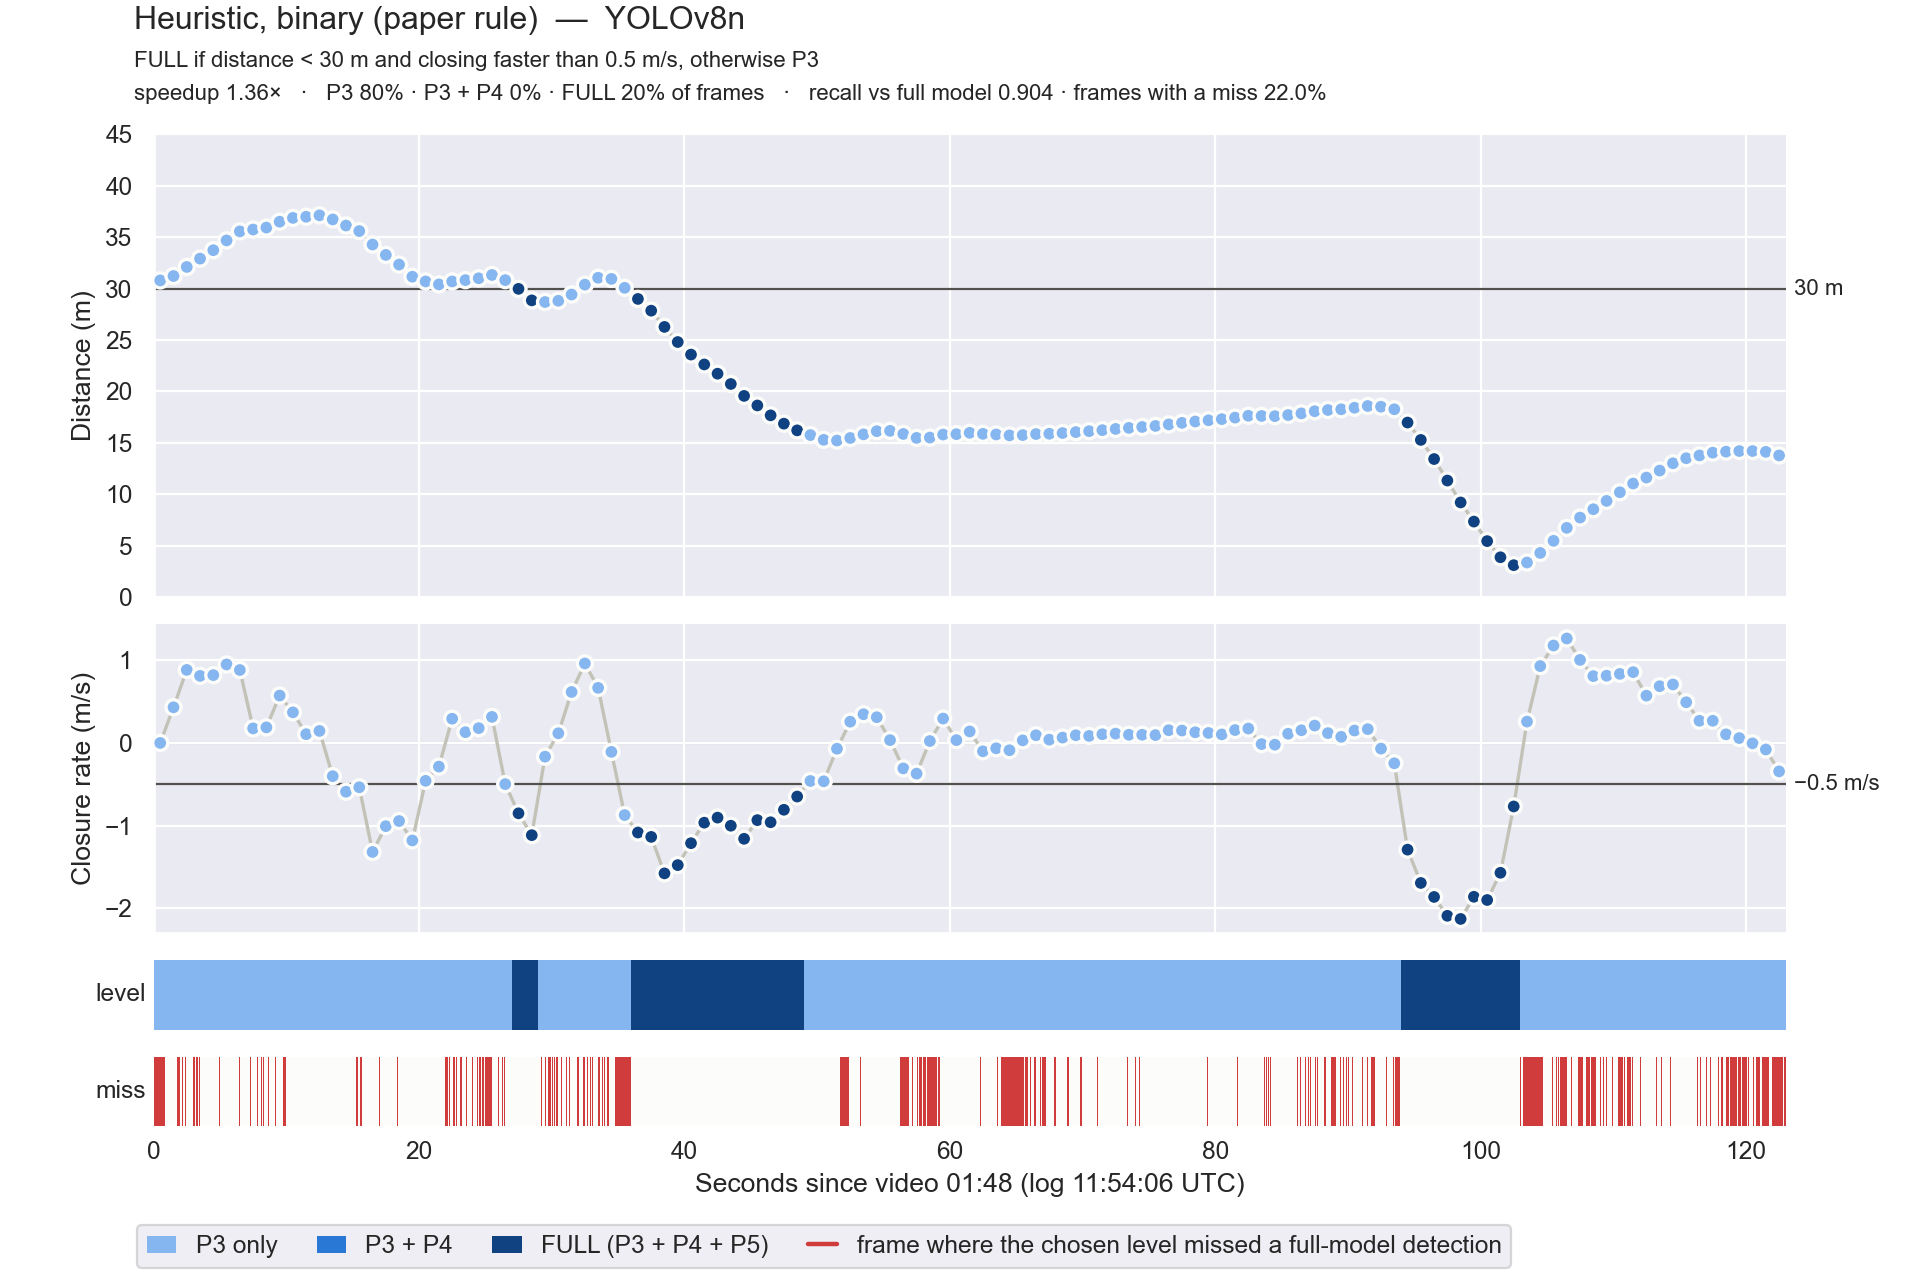 Heuristic, binary (paper rule) — YOLOv8n
FULL if distance < 30 m and closing faster than 0.5 m/s, otherwise P3
speedup 1.36× · P3 80% · P3 + P4 0% · FULL 20% of frames · recall vs full model 0.904 · frames with a miss 22.0%
45
40
35
30
25
20
15
10
5
0
Distance (m)
30 m
1
0
−1
−2
Closure rate (m/s)
−0.5 m/s
level
miss
0 20 40 60 80 100 120
Seconds since video 01:48 (log 11:54:06 UTC)
P3 only P3 + P4 FULL (P3 + P4 + P5) frame where the chosen level missed a full-model detection